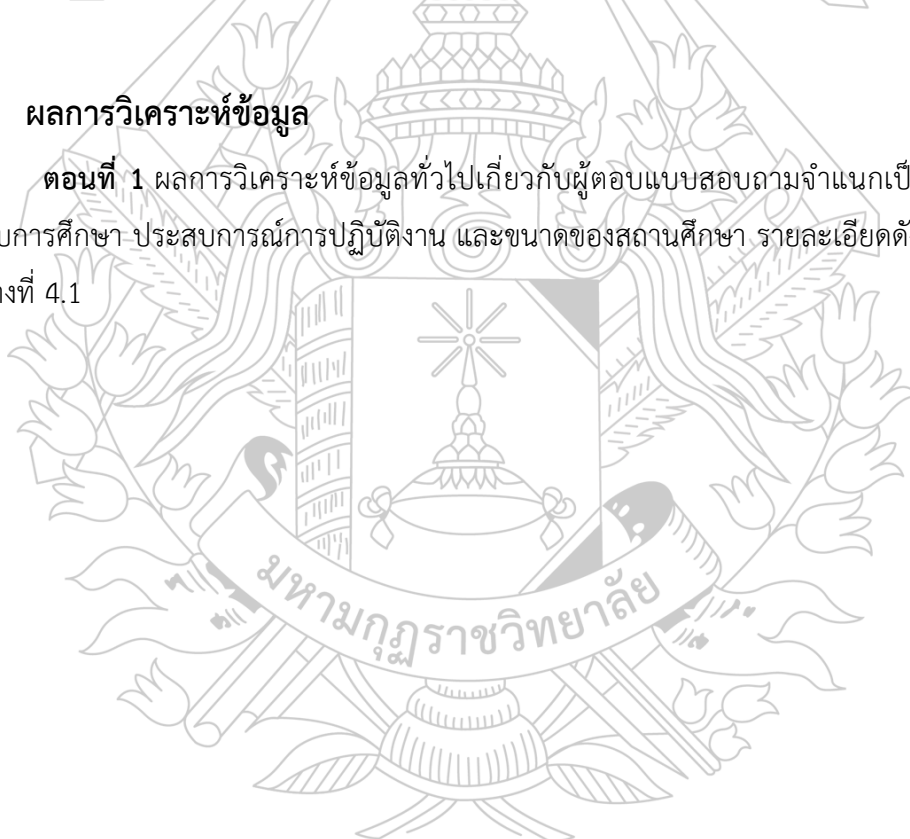 ผลการวิเคราะห์ข้อมูล
ตอนที่ 1 ผลการวิเคราะห์ข้อมูลทั่วไปเกี่ยวกับผู้ตอบแบบสอบถามจำแนกเป็
บการศึกษา ประสบการณ์การปฏิบัติงาน และขนาดของสถานศึกษา รายละเอียดดั
งที่ 4.1
มหามกุฏราชวิทยาลัย